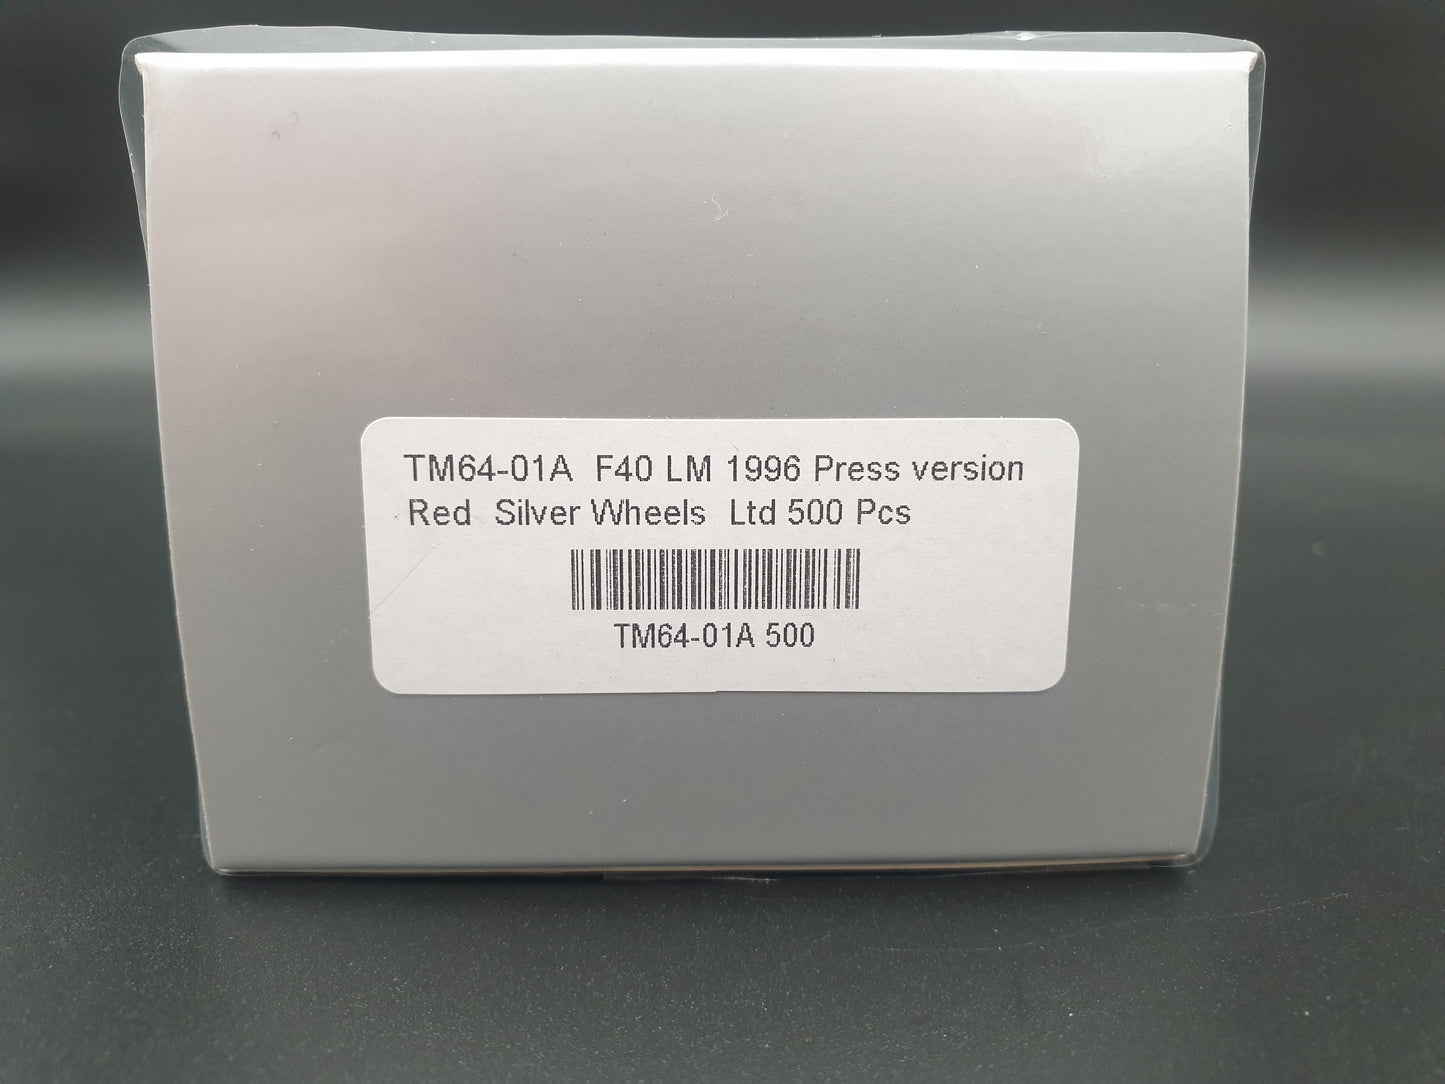 TM64-01A F40 LM 1996 Press version
Red Silver Wheels Ltd 500 Pcs
TM64-01A 500